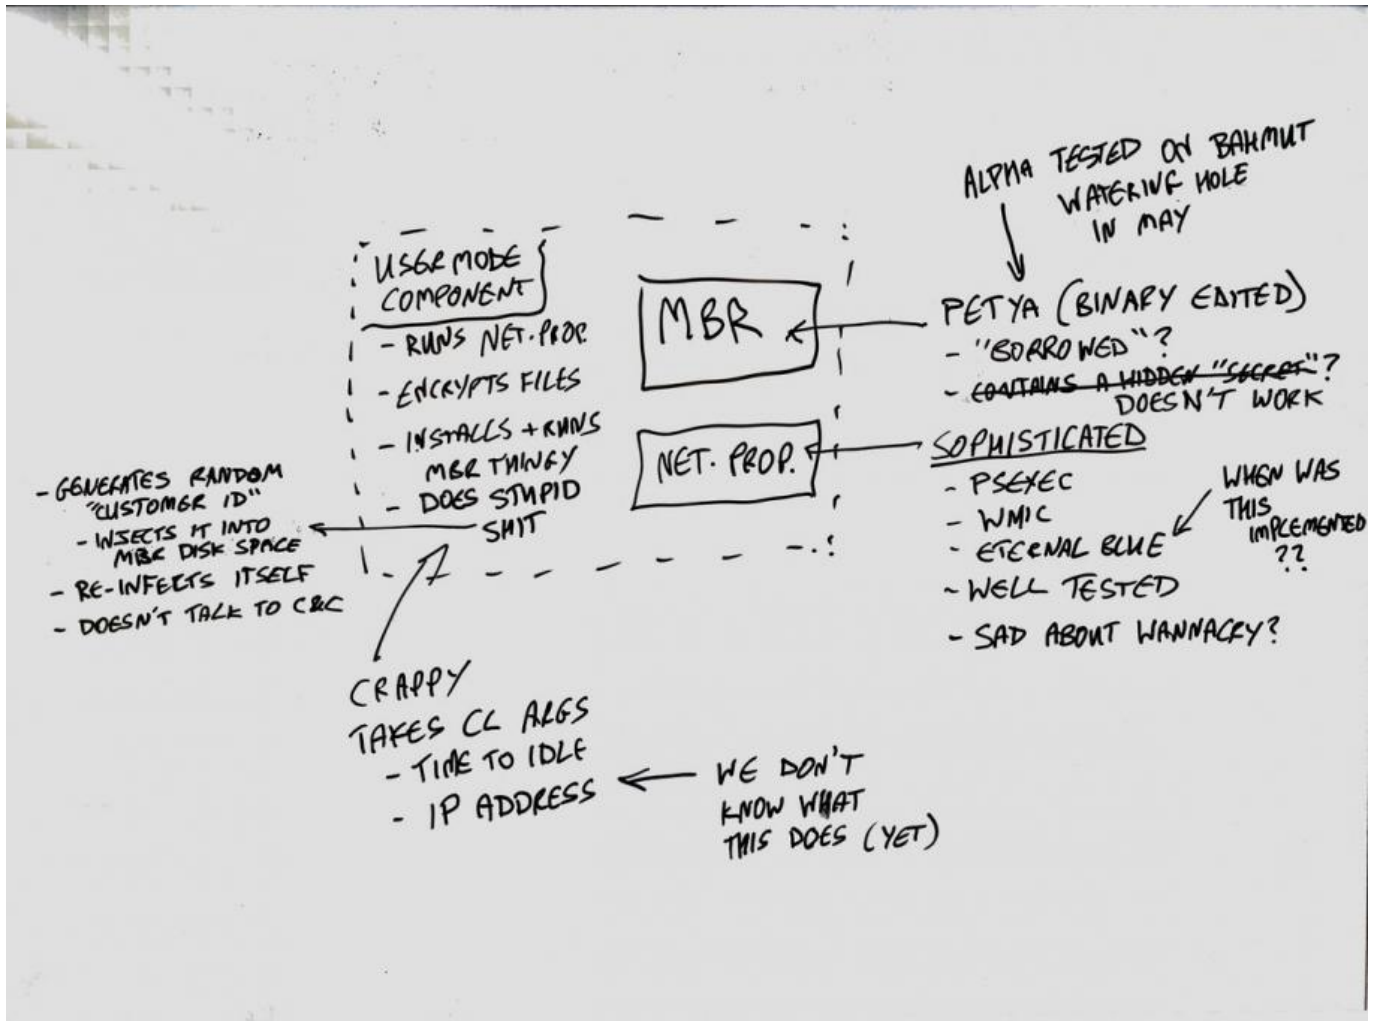 ALPHA TESTED ON BAHMUT
WATERING HOLE
IN MAY
USERMODE
COMPONENT
- RUNS NET.PROP.
- ENCRYPTS FILES
- INSTALLS + RUNS
MBR THINGY
- DOES STUPID
SHIT
MBR
NET. PROP.
PETYA (BINARY EDITED)
- "BORROWED"?
- CONTAINS A HIDDEN "SECRET"?
DOESN'T WORK
SOPHISTICATED
- PSEXEC
- WMIC
- ETERNAL BLUE
- WELL TESTED
- SAD ABOUT WANNACRY?
WHEN WAS
THIS
IMPLEMENTED
??
- GENERATES RANDOM
"CUSTOMER ID"
- INJECTS IT INTO
MBR DISK SPACE
- RE-INFECTS ITSELF
- DOESN'T TALK TO C&C
CRAPPY
TAKES CL ARGS
- TIME TO IDLE
- IP ADDRESS
WE DON'T
KNOW WHAT
THIS DOES (YET)